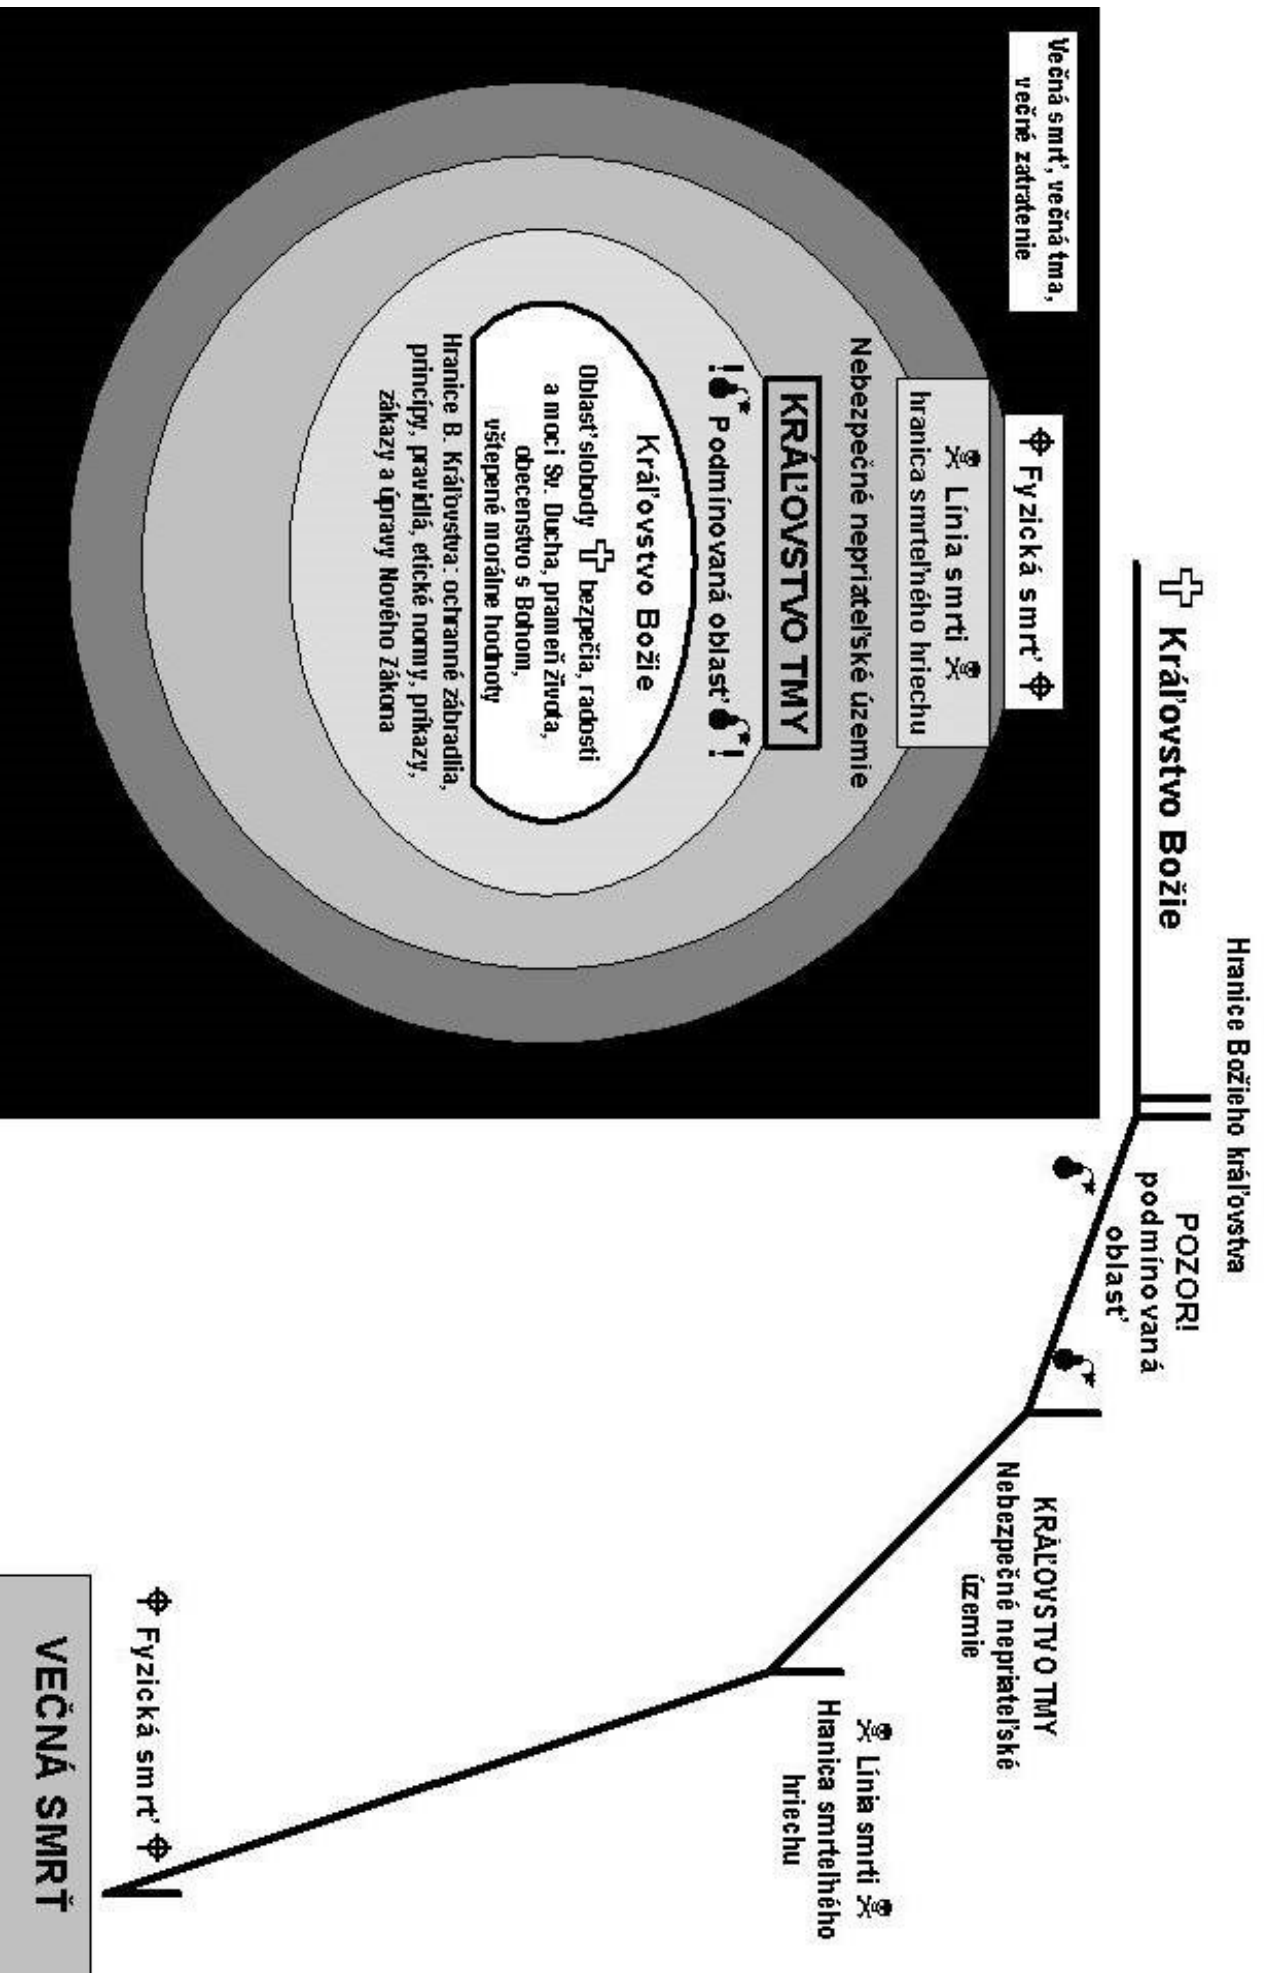 Večná smrť, večná tma,
večné zatratenie
Fyzická smrť
Línia smrti
hranica smrteľného hriechu
Nebezpečné nepriateľské územie
KRÁĽOVSTVO TMY
! Podmínovaná oblasť !
Kráľovstvo Božie
Oblasť slobody bezpečia, radosti
a moci Sv. Ducha, prameň života,
obecenstvo s Bohom,
vštepené morálne hodnoty
Hranice B. Kráľovstva: ochranné zábradlia,
princípy, pravidlá, etické normy, príkazy,
zákazy a úpravy Nového Zákona
Kráľovstvo Božie
Hranice Božieho kráľovstva
POZOR!
podmínovaná
oblasť
KRÁĽOVSTVO TMY
Nebezpečné nepriateľské
územie
Línia smrti
Hranica smrteľného
hriechu
Fyzická smrť
VEČNÁ SMRŤ